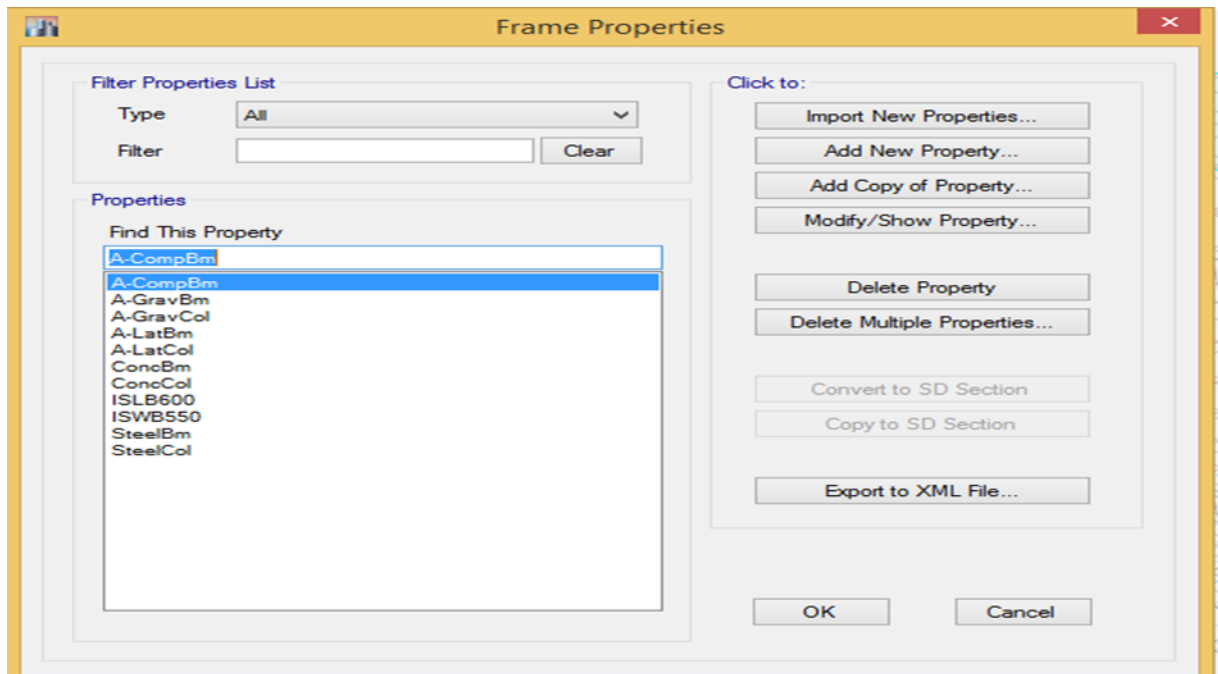 Frame Properties
Filter Properties List
Type
All
Filter
Clear
Properties
Find This Property
A-CompBm
A-CompBm
A-GravBm
A-GravCol
A-LatBm
A-LatCol
ConcBm
ConcCol
ISLB600
ISWB550
SteelBm
SteelCol
Click to:
Import New Properties...
Add New Property...
Add Copy of Property...
Modify/Show Property...
Delete Property
Delete Multiple Properties...
Convert to SD Section
Copy to SD Section
Export to XML File...
OK
Cancel